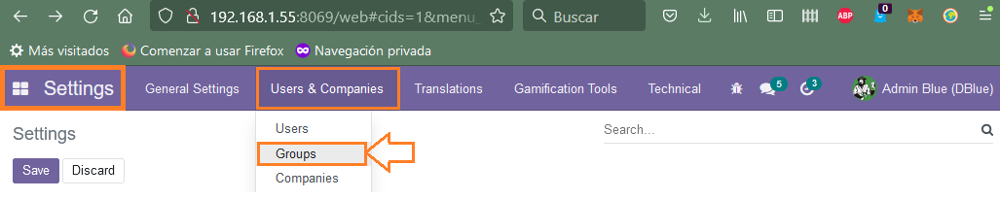 192.168.1.55:8069/web#cids=1&menu_
Buscar
ABP
0
Más visitados
Comenzar a usar Firefox
Navegación privada
Settings
General Settings
Users & Companies
Translations
Gamification Tools
Technical
5
3
Admin Blue (DBlue)
Users
Settings
Search...
Groups
Save
Discard
Companies